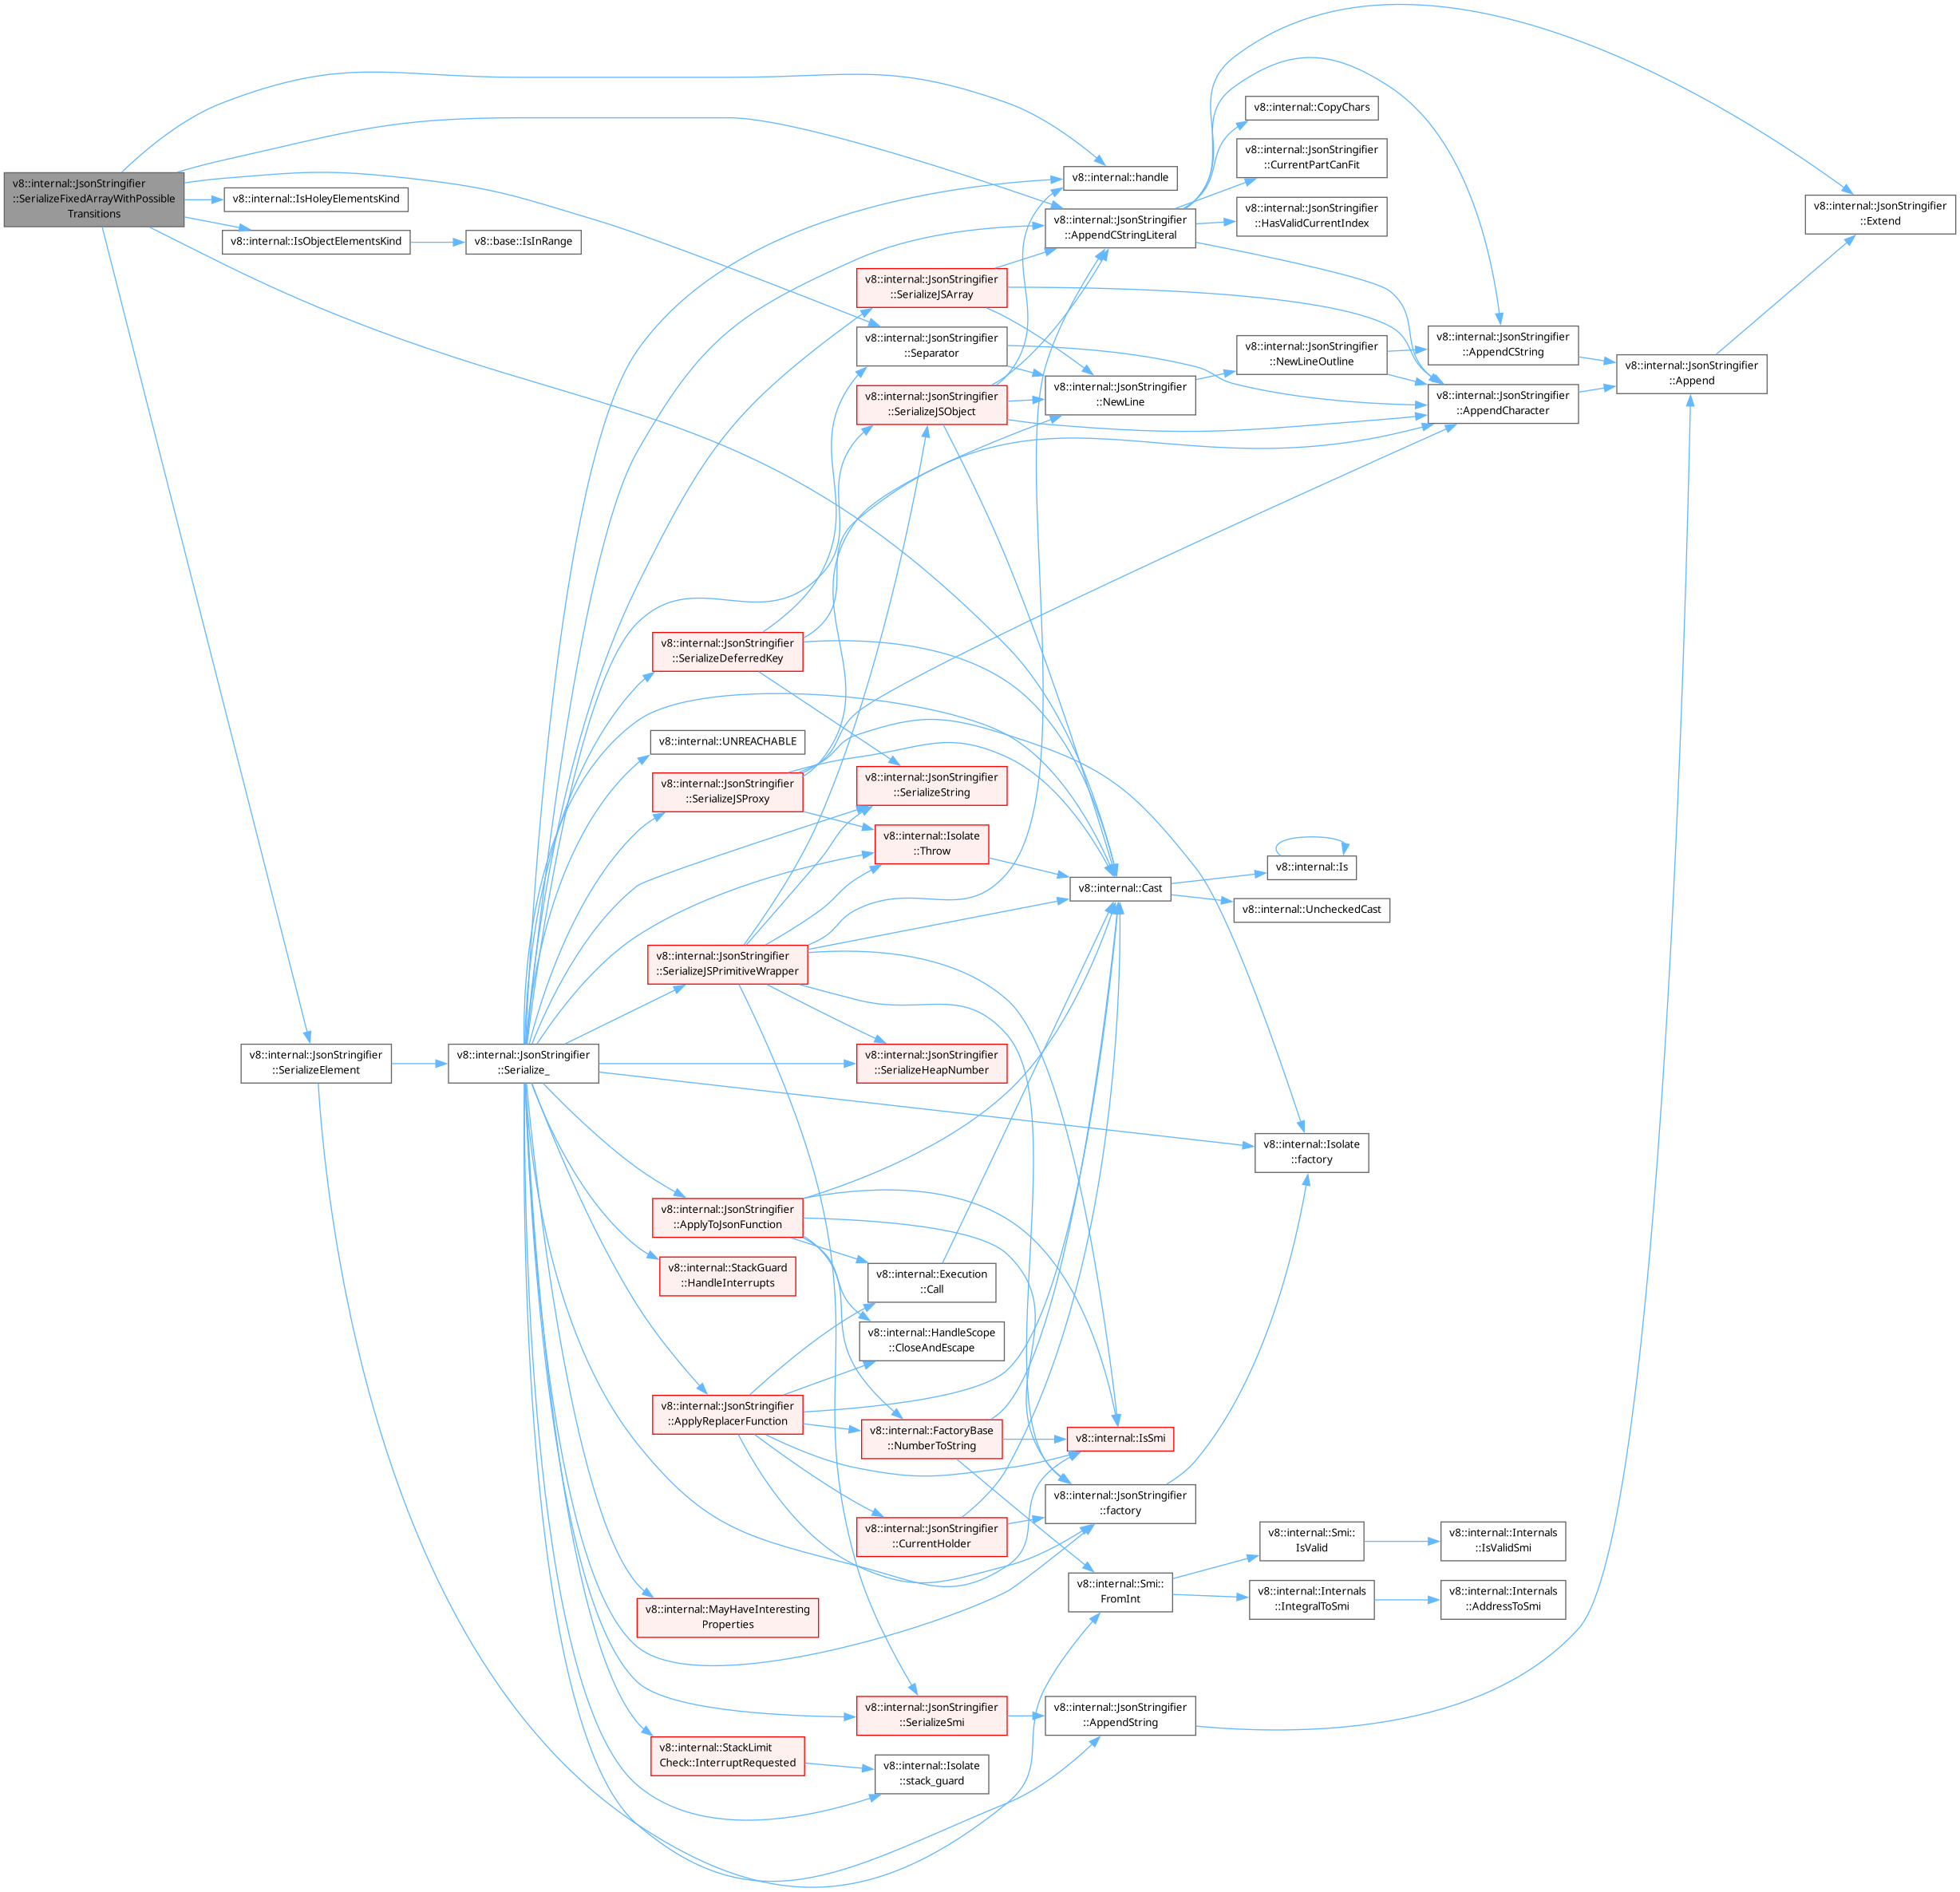 v8::internal::JsonStringifier
::SerializeFixedArrayWithPossible
Transitions
v8::internal::IsHoleyElementsKind
v8::internal::IsObjectElementsKind
v8::base::IsInRange
v8::internal::JsonStringifier
::SerializeElement
v8::internal::JsonStringifier
::Serialize_
v8::internal::JsonStringifier
::SerializeDeferredKey
v8::internal::UNREACHABLE
v8::internal::JsonStringifier
::SerializeJSProxy
v8::internal::JsonStringifier
::SerializeJSPrimitiveWrapper
v8::internal::JsonStringifier
::ApplyToJsonFunction
v8::internal::StackGuard
::HandleInterrupts
v8::internal::JsonStringifier
::ApplyReplacerFunction
v8::internal::MayHaveInteresting
Properties
v8::internal::StackLimit
Check::InterruptRequested
v8::internal::JsonStringifier
::SerializeJSArray
v8::internal::JsonStringifier
::Separator
v8::internal::JsonStringifier
::SerializeJSObject
v8::internal::JsonStringifier
::SerializeString
v8::internal::Isolate
::Throw
v8::internal::JsonStringifier
::SerializeHeapNumber
v8::internal::Execution
::Call
v8::internal::HandleScope
::CloseAndEscape
v8::internal::FactoryBase
::NumberToString
v8::internal::JsonStringifier
::CurrentHolder
v8::internal::JsonStringifier
::SerializeSmi
v8::internal::Isolate
::stack_guard
v8::internal::handle
v8::internal::JsonStringifier
::AppendCStringLiteral
v8::internal::JsonStringifier
::NewLine
v8::internal::Cast
v8::internal::IsSmi
v8::internal::JsonStringifier
::factory
v8::internal::Smi::
FromInt
v8::internal::JsonStringifier
::AppendString
v8::internal::CopyChars
v8::internal::JsonStringifier
::CurrentPartCanFit
v8::internal::JsonStringifier
::HasValidCurrentIndex
v8::internal::JsonStringifier
::NewLineOutline
v8::internal::Is
v8::internal::UncheckedCast
v8::internal::Isolate
::factory
v8::internal::Smi::
IsValid
v8::internal::Internals
::IntegralToSmi
v8::internal::JsonStringifier
::AppendCString
v8::internal::JsonStringifier
::AppendCharacter
v8::internal::Internals
::IsValidSmi
v8::internal::Internals
::AddressToSmi
v8::internal::JsonStringifier
::Append
v8::internal::JsonStringifier
::Extend